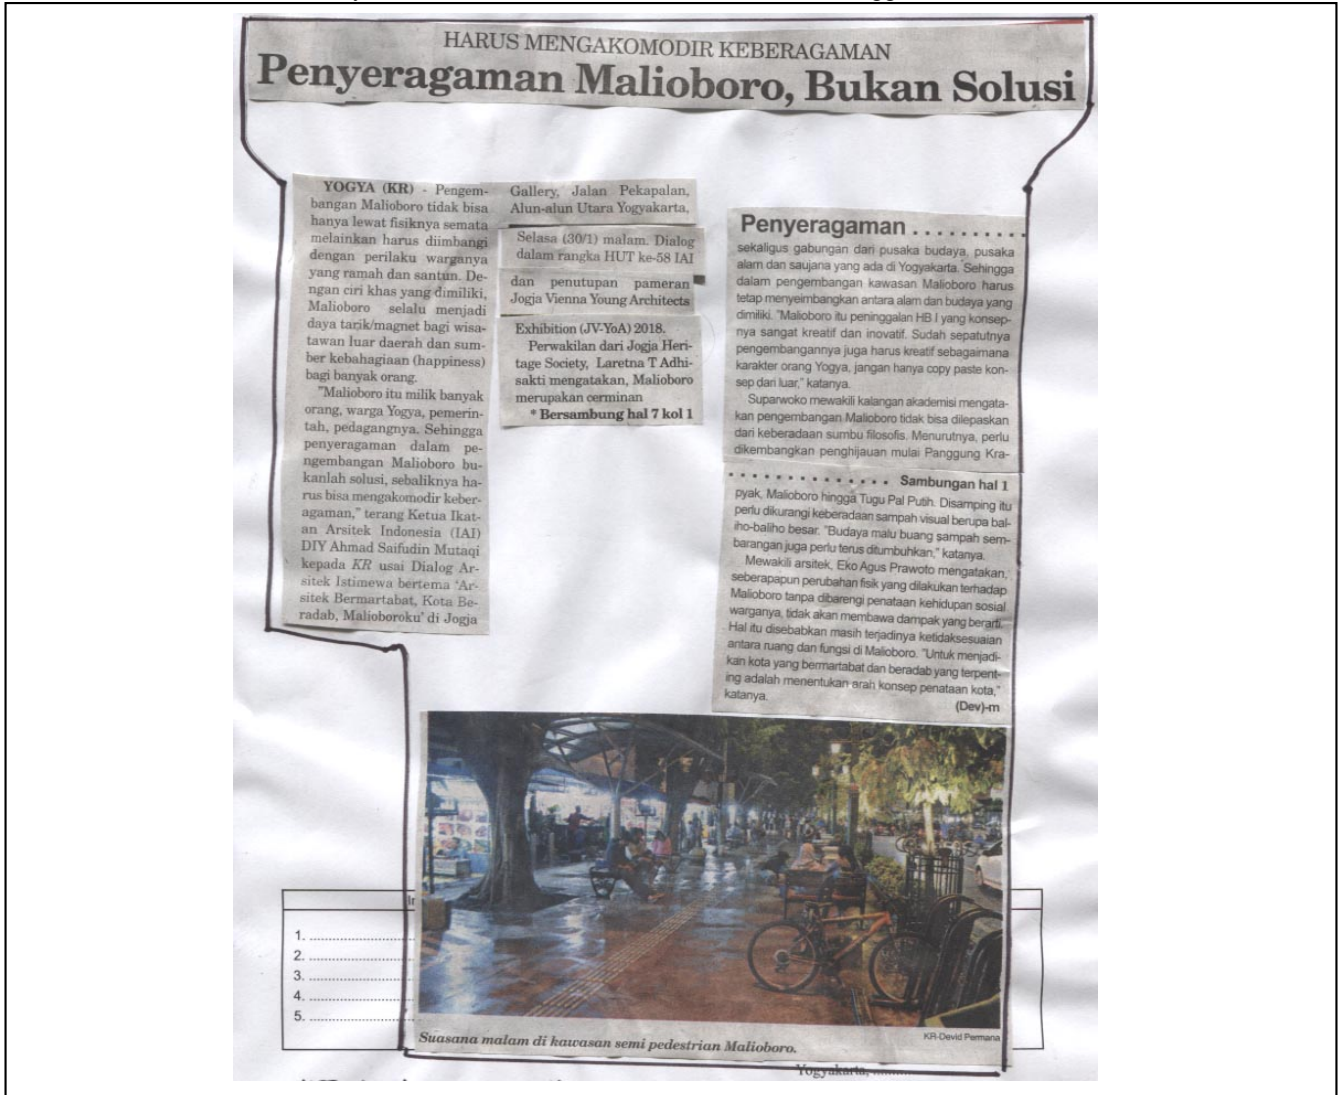 HARUS MENGAKOMODIR KEBERAGAMAN
Penyeragaman Malioboro, Bukan Solusi
YOGYA (KR) - Pengem-
bangan Malioboro tidak bisa
hanya lewat fisiknya semata
melainkan harus diimbangi
dengan perilaku warganya
yang ramah dan santun. De-
ngan ciri khas yang dimiliki,
Malioboro selalu menjadi
daya tarik/magnet bagi wisa-
tawan luar daerah dan sum-
ber kebahagiaan (happiness)
bagi banyak orang.
"Malioboro itu milik banyak
orang, warga Yogya, pemerin-
tah, pedagangnya. Sehingga
penyeragaman dalam pe-
ngembangan Malioboro bu-
kanlah solusi, sebaliknya ha-
rus bisa mengakomodir keber-
agaman," terang Ketua Ikat-
an Arsitek Indonesia (IAI)
DIY Ahmad Saifudin Mutaqi
kepada KR usai Dialog Ar-
sitek Istimewa bertema 'Ar-
sitek Bermartabat, Kota Be-
radab, Malioboroku' di Jogja
Gallery, Jalan Pekapalan,
Alun-alun Utara Yogyakarta,
Selasa (30/1) malam. Dialog
dalam rangka HUT ke-58 IAI
dan penutupan pameran
Jogja Vienna Young Architects
Exhibition (JV-YoA) 2018.
Perwakilan dari Jogja Heri-
tage Society, Laretna T Adhi-
sakti mengatakan, Malioboro
merupakan cerminan
* Bersambung hal 7 kol 1
Penyeragaman . . . . . . . . . .
sekaligus gabungan dari pusaka budaya, pusaka
alam dan saujana yang ada di Yogyakarta. Sehingga
dalam pengembangan kawasan Malioboro harus
tetap menyeimbangkan antara alam dan budaya yang
dimiliki. "Malioboro itu peninggalan HB I yang konsep-
nya sangat kreatif dan inovatif. Sudah sepatutnya
pengembangannya juga harus kreatif sebagaimana
karakter orang Yogya, jangan hanya copy paste kon-
sep dari luar," katanya.
Suparwoko mewakili kalangan akademisi mengata-
kan pengembangan Malioboro tidak bisa dilepaskan
dari keberadaan sumbu filosofis. Menurutnya, perlu
dikembangkan penghijauan mulai Panggung Kra-
. . . . . . . . . . . . . . Sambungan hal 1
pyak, Malioboro hingga Tugu Pal Putih. Disamping itu
perlu dikurangi keberadaan sampah visual berupa bal-
iho-baliho besar. "Budaya malu buang sampah sem-
barangan juga perlu terus ditumbuhkan," katanya.
Mewakili arsitek, Eko Agus Prawoto mengatakan,
seberapapun perubahan fisik yang dilakukan terhadap
Malioboro tanpa dibarengi penataan kehidupan sosial
warganya, tidak akan membawa dampak yang berarti.
Hal itu disebabkan masih terjadinya ketidaksesuaian
antara ruang dan fungsi di Malioboro. "Untuk menjadi-
kan kota yang bermartabat dan beradab yang terpent-
ing adalah menentukan arah konsep penataan kota,"
katanya.
(Dev)-m
1.
2.
3.
4.
5.
KR-Devid Permana
Suasana malam di kawasan semi pedestrian Malioboro.
Yogyakarta, ............